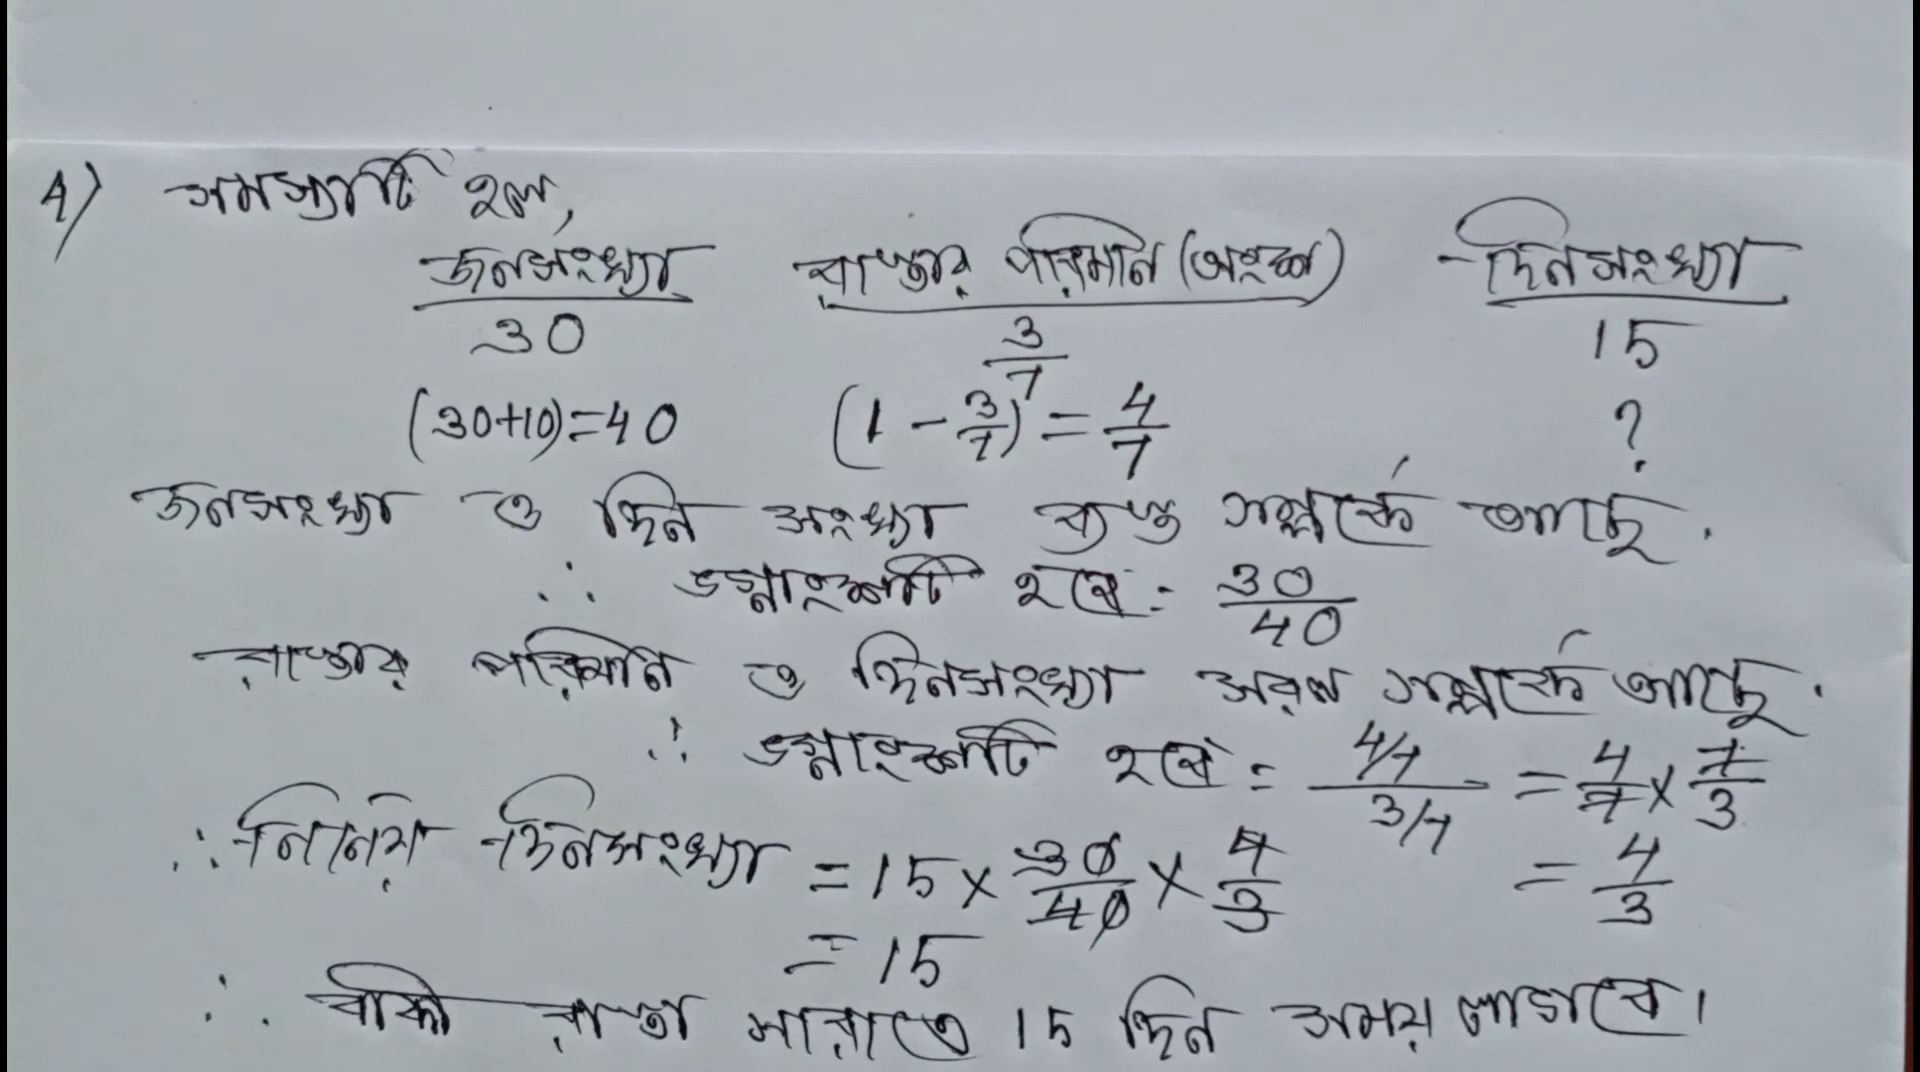 4) সমস্যাটি হল,
জনসংখ্যা রাস্তার পরিমান (অংশ) দিনসংখ্যা
30 3/7 15
(30+10)=40 (1 - 3/7) = 4/7 ?
জনসংখ্যা ও দিন সংখ্যা ব্যস্ত সম্পর্কে আছে.
∴ ভগ্নাংশটি হবে: 30/40
রাস্তার পরিমান ও দিনসংখ্যা সরল সম্পর্কে আছে.
∴ ভগ্নাংশটি হবে: = (4/7)/(3/7) = 4/7 × 7/3
= 4/3
∴ নির্নেয় দিনসংখ্যা = 15 × 30/40 × 4/3
= 15
∴ বাকী রাস্তা সারাতে 15 দিন সময় লাগবে।